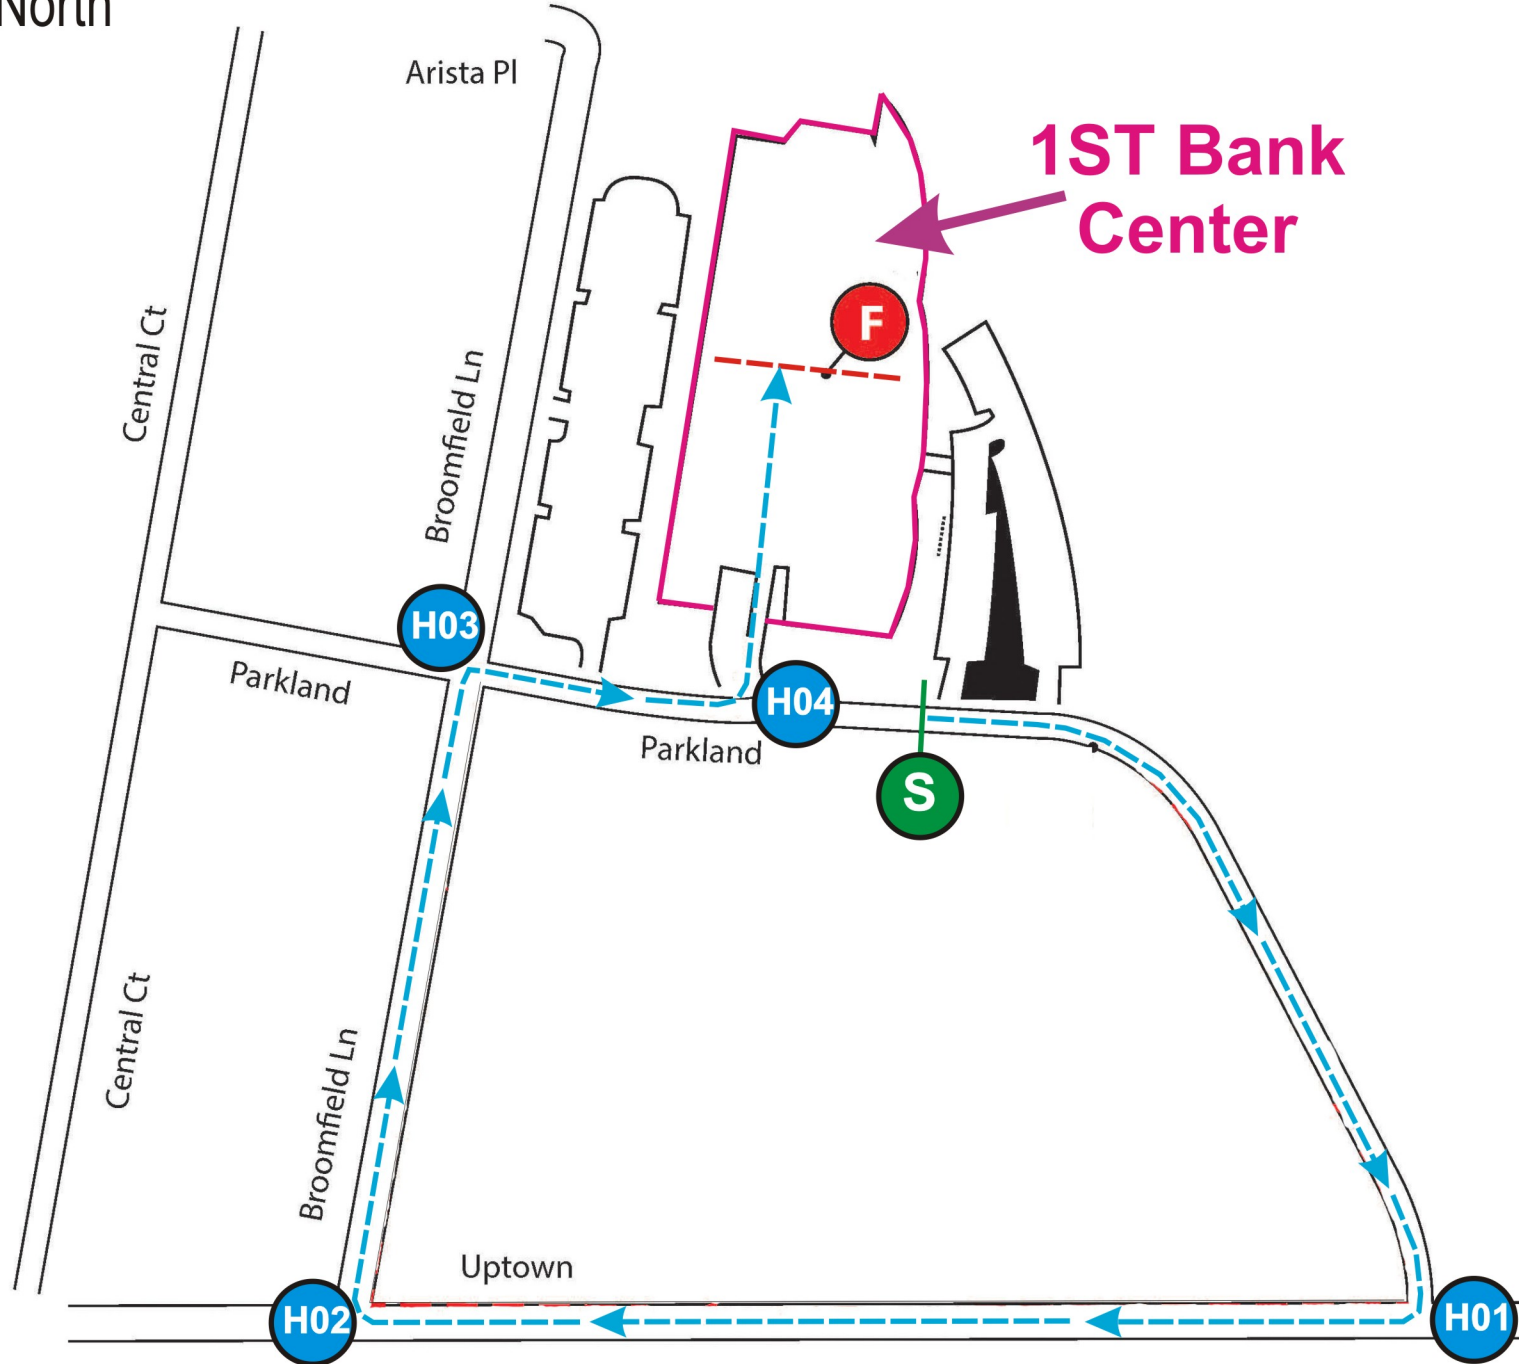 North
Arista Pl
1ST Bank
Center
F
Central Ct
Broomfield Ln
H03
Parkland
H04
Parkland
S
Central Ct
Broomfield Ln
Uptown
H02
H01